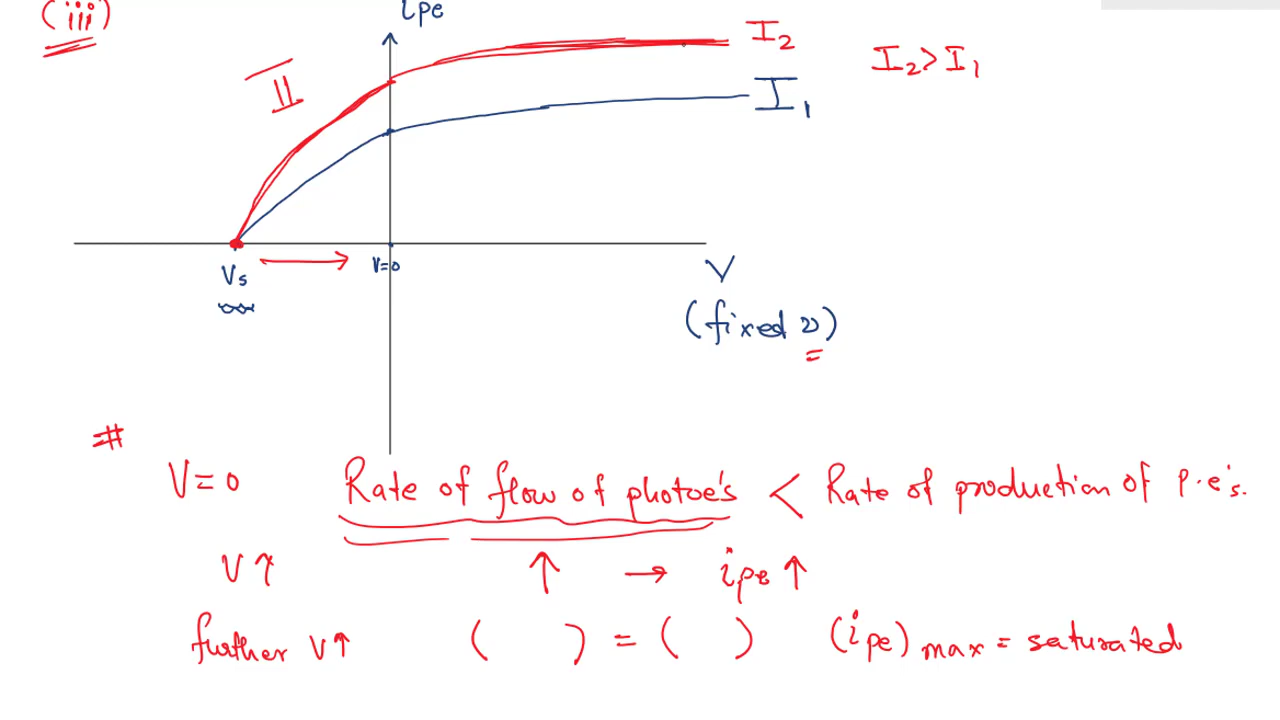 (iii)
ipe
I2
II
I2>I1
I1
Vs
V=0
V
(fixed ν)
#
V=0 Rate of flow of photoe's < Rate of production of p.e's.
V↑ ↑ → ipe↑
further V↑ ( ) = ( ) (ipe)max = saturated